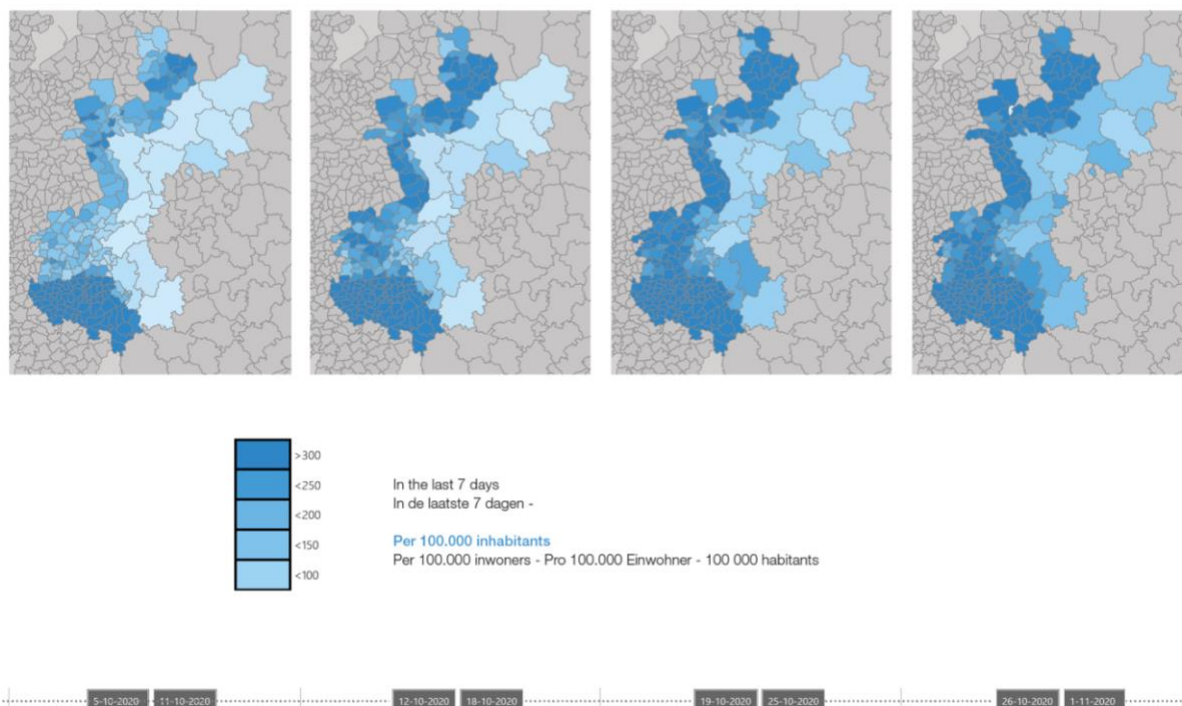 >300
<250
<200
<150
<100
In the last 7 days
In de laatste 7 dagen -
Per 100.000 inhabitants
Per 100.000 inwoners - Pro 100.000 Einwohner - 100 000 habitants
5-10-2020 11-10-2020 12-10-2020 18-10-2020 19-10-2020 25-10-2020 26-10-2020 1-11-2020